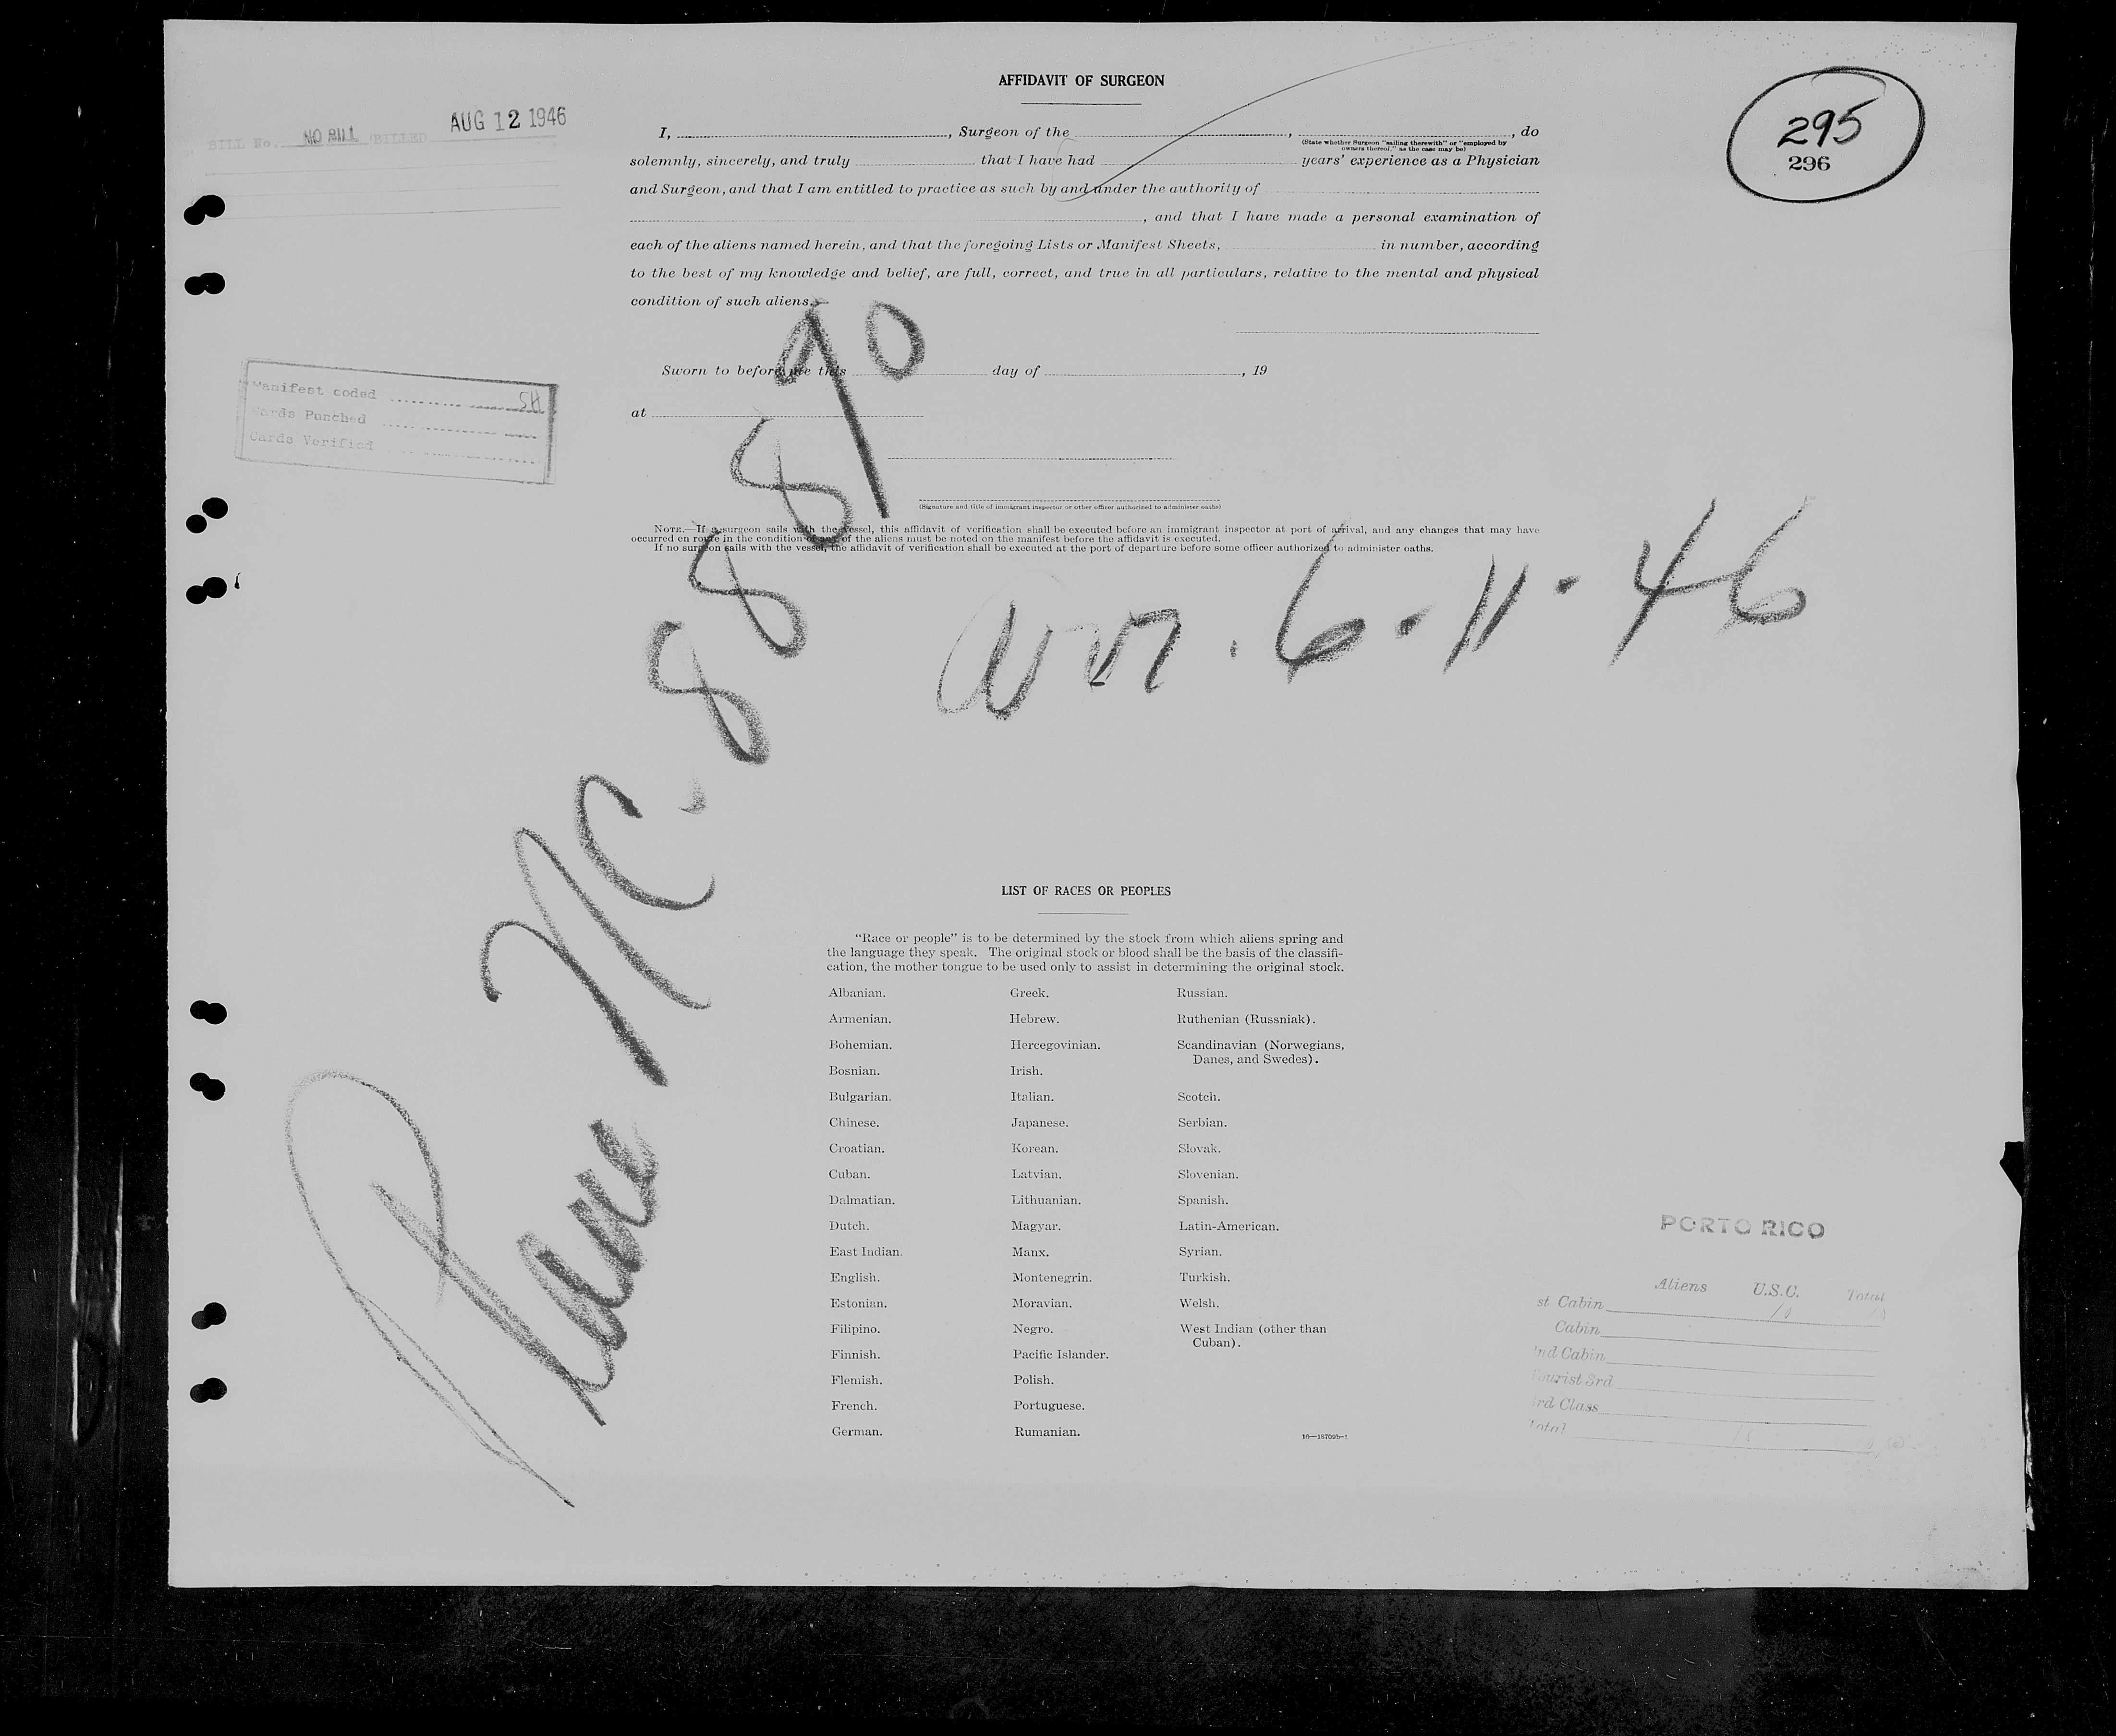 AFFIDAVIT OF SURGEON
BILL No. NO BILL (BILLED AUG 12 1946
295
296
I, , Surgeon of the , , do
(State whether Surgeon "sailing therewith" or "employed by
owners thereof," as the case may be)
solemnly, sincerely, and truly that I have had years' experience as a Physician
and Surgeon, and that I am entitled to practice as such by and under the authority of
, and that I have made a personal examination of
each of the aliens named herein, and that the foregoing Lists or Manifest Sheets, in number, according
to the best of my knowledge and belief, are full, correct, and true in all particulars, relative to the mental and physical
condition of such aliens.
Sworn to before me this day of , 19
at
(Signature and title of immigrant inspector or other officer authorized to administer oaths)
Manifest coded SH
Cards Punched
Cards Verified
NOTE.—If a surgeon sails with the vessel, this affidavit of verification shall be executed before an immigrant inspector at port of arrival, and any changes that may have
occurred en route in the condition of any of the aliens must be noted on the manifest before the affidavit is executed.
If no surgeon sails with the vessel, the affidavit of verification shall be executed at the port of departure before some officer authorized to administer oaths.
Plane NC-88890
arr. 6-11-46
LIST OF RACES OR PEOPLES
"Race or people" is to be determined by the stock from which aliens spring and
the language they speak. The original stock or blood shall be the basis of the classifi-
cation, the mother tongue to be used only to assist in determining the original stock.
Albanian. Greek. Russian.
Armenian. Hebrew. Ruthenian (Russniak).
Bohemian. Hercegovinian. Scandinavian (Norwegians,
Danes, and Swedes).
Bosnian. Irish.
Bulgarian. Italian. Scotch.
Chinese. Japanese. Serbian.
Croatian. Korean. Slovak.
Cuban. Latvian. Slovenian.
Dalmatian. Lithuanian. Spanish.
Dutch. Magyar. Latin-American.
East Indian. Manx. Syrian.
English. Montenegrin. Turkish.
Estonian. Moravian. Welsh.
Filipino. Negro. West Indian (other than
Cuban).
Finnish. Pacific Islander.
Flemish. Polish.
French. Portuguese.
German. Rumanian.
16—18709b-1
PORTO RICO
Aliens U.S.C. Total
st Cabin 10 10
Cabin
2nd Cabin
Tourist 3rd
3rd Class
Total